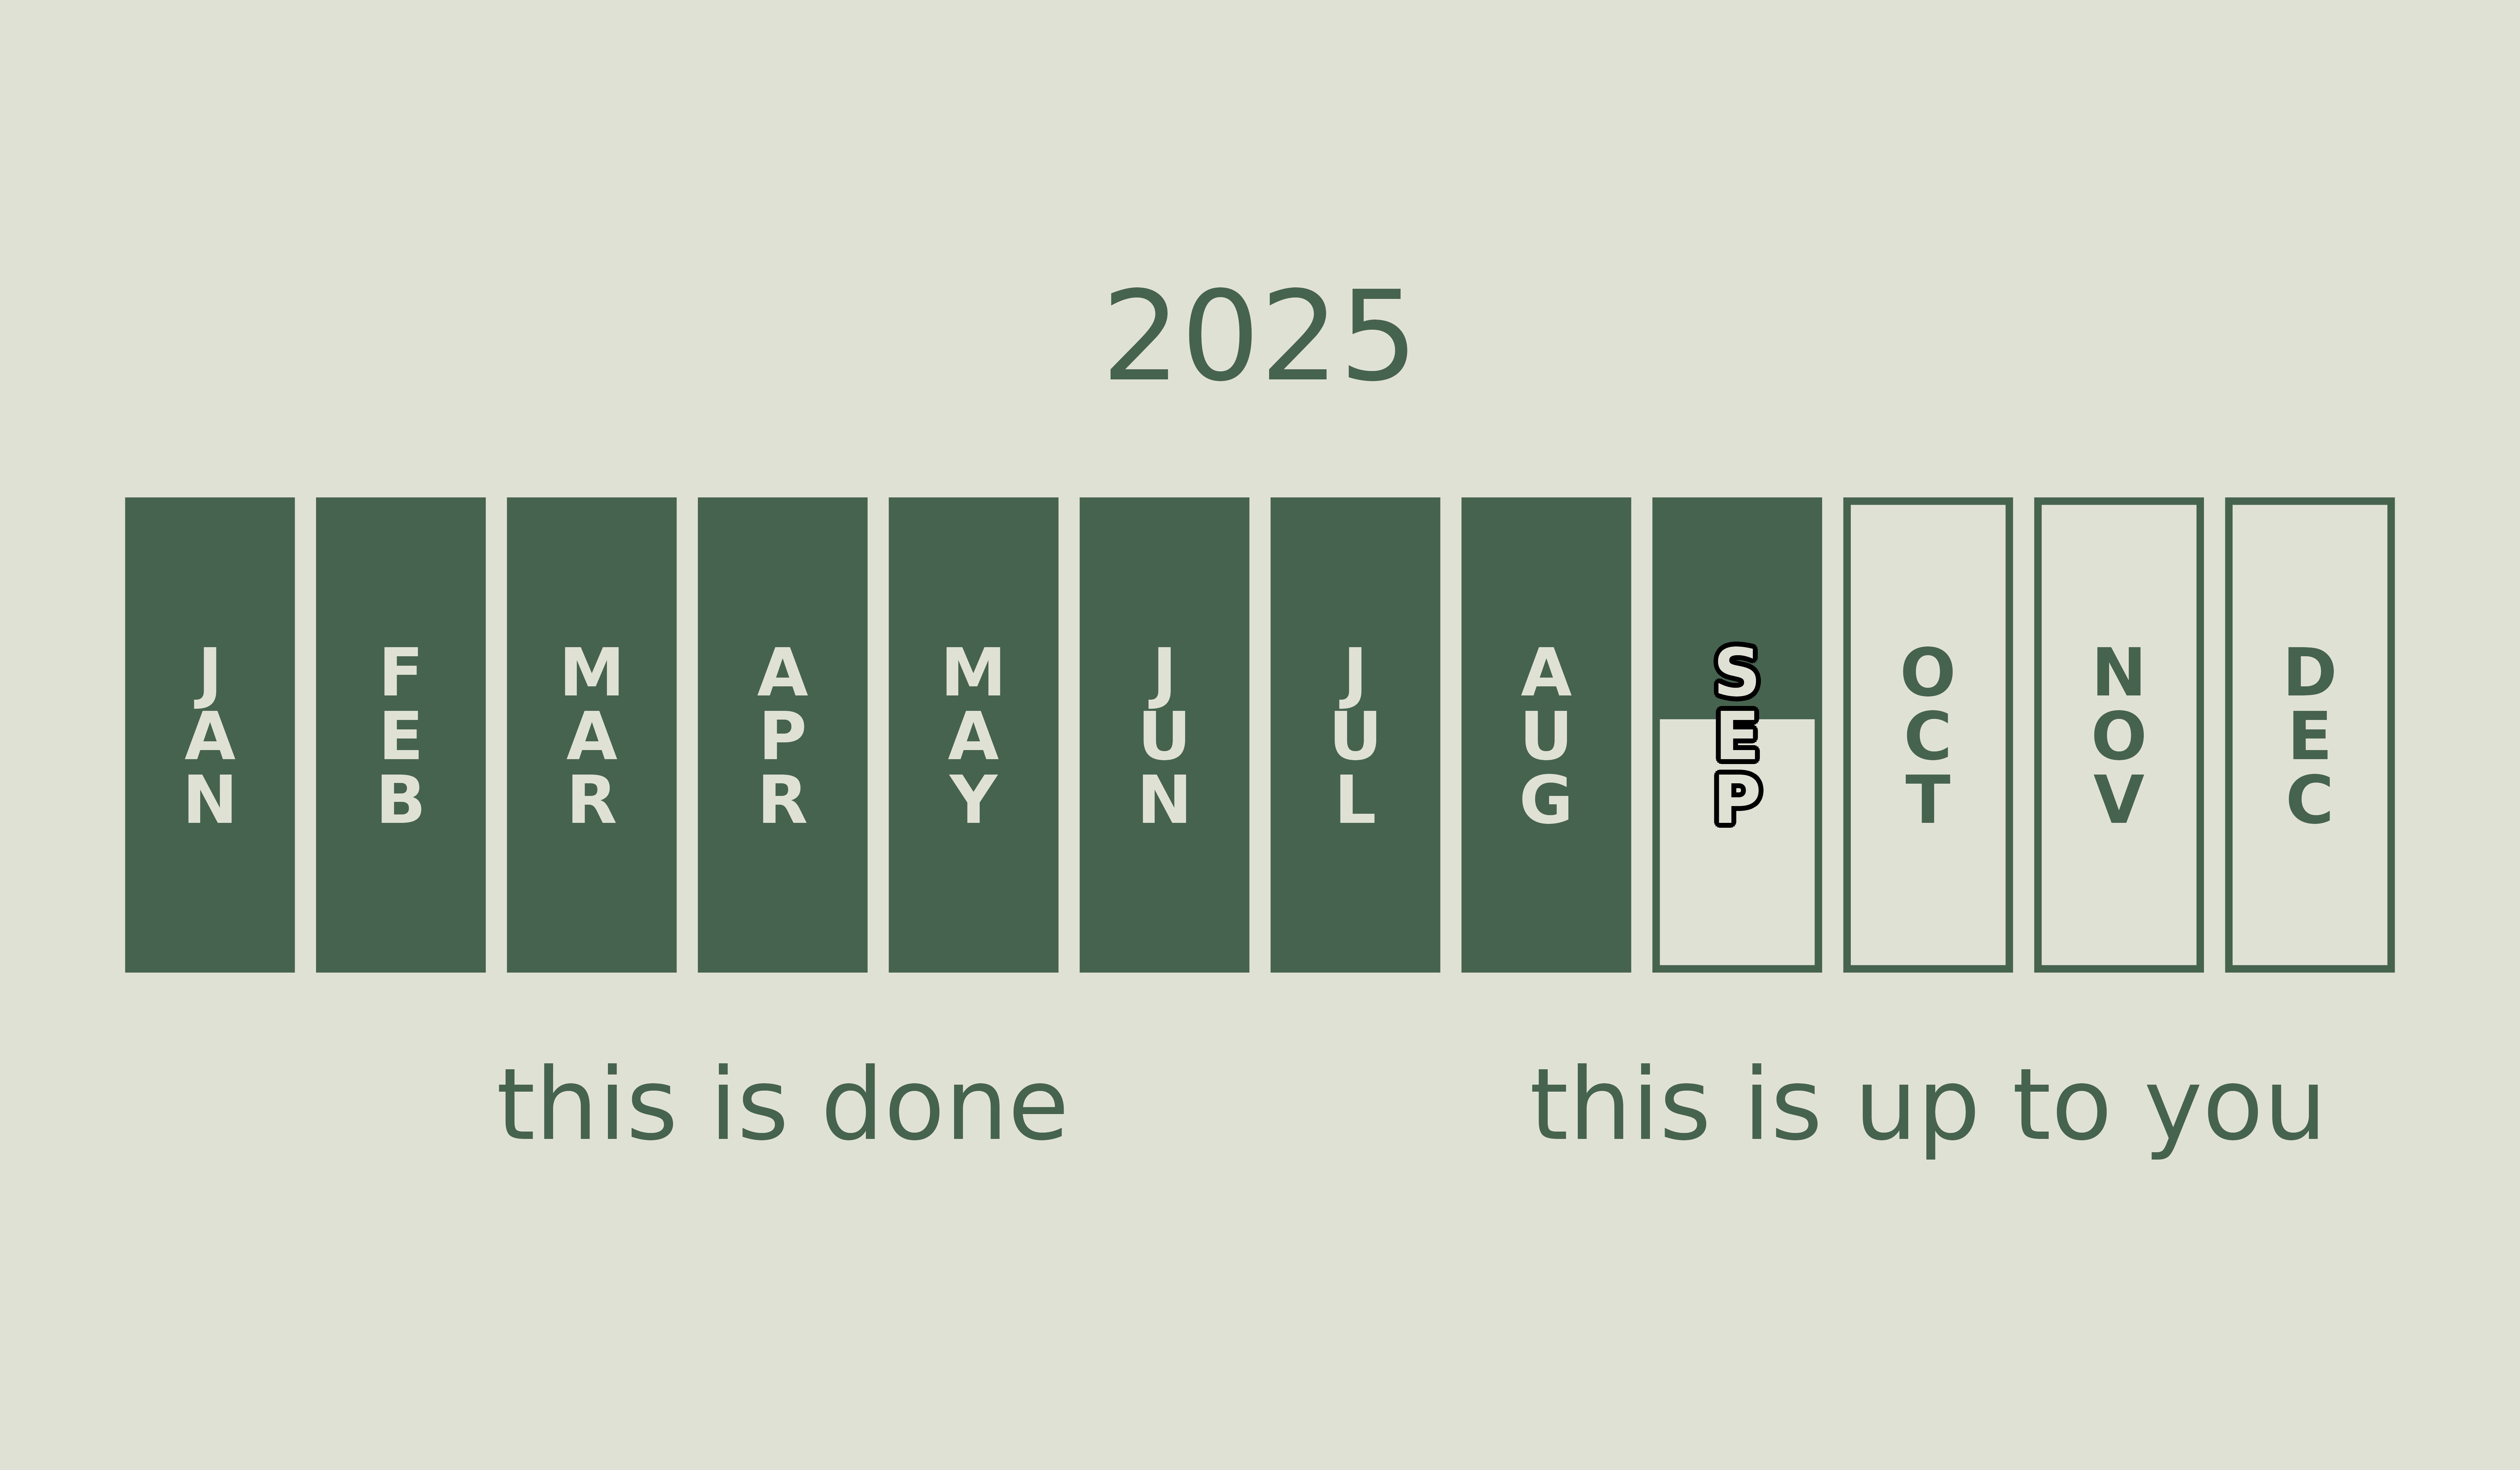 2025
JAN
FEB
MAR
APR
MAY
JUN
JUL
AUG
SEP
OCT
NOV
DEC
this is done
this is up to you